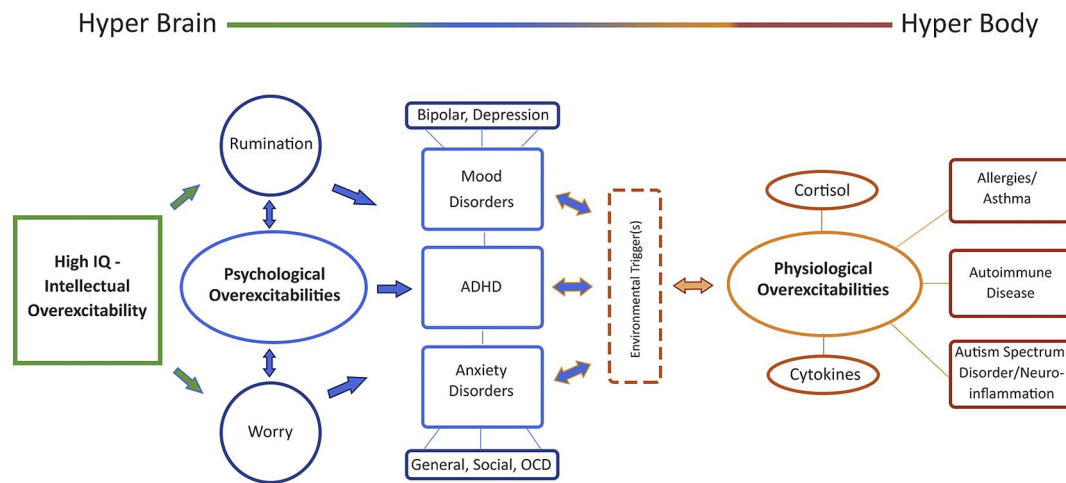 Hyper Brain
Hyper Body
High IQ -
Intellectual
Overexcitability
Rumination
Psychological
Overexcitabilities
Worry
Bipolar, Depression
Mood
Disorders
ADHD
Anxiety
Disorders
General, Social, OCD
Environmental Trigger(s)
Cortisol
Physiological
Overexcitabilities
Cytokines
Allergies/
Asthma
Autoimmune
Disease
Autism Spectrum
Disorder/Neuro-
inflammation